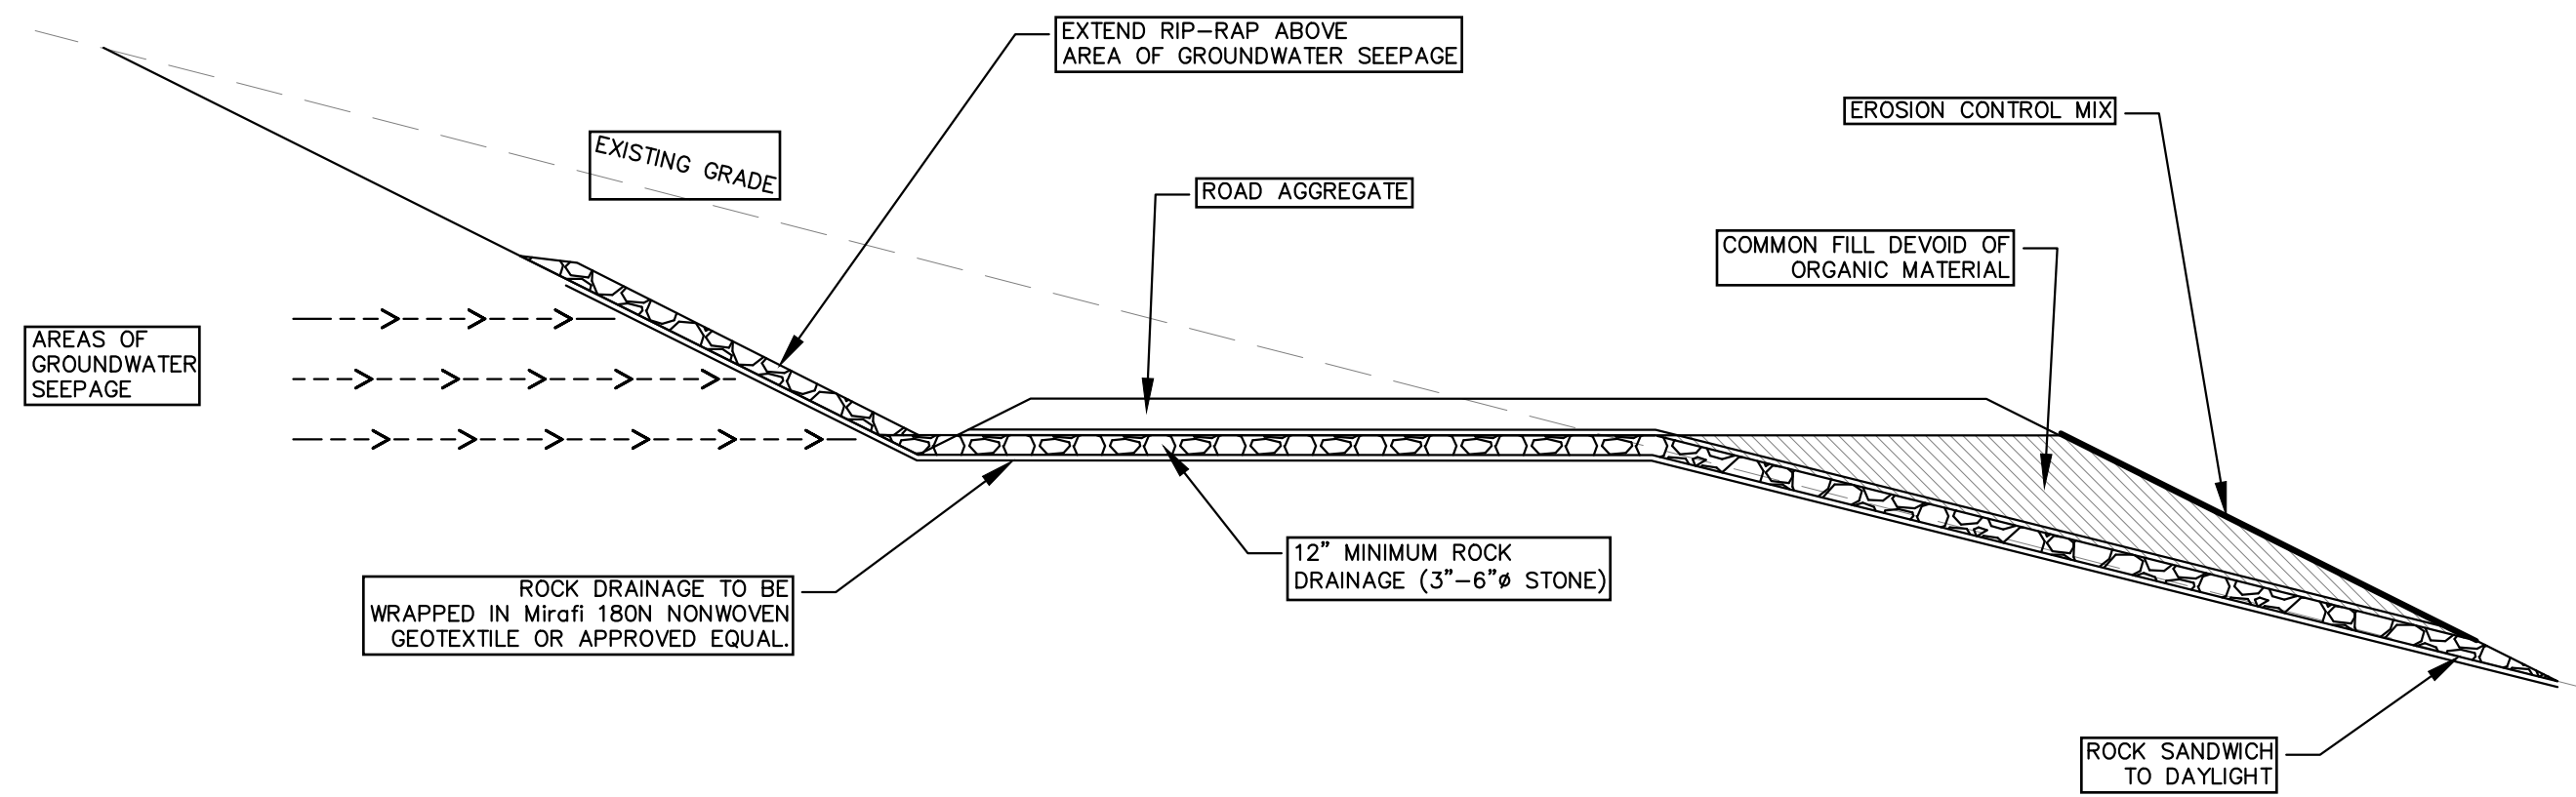 EXTEND RIP-RAP ABOVE
AREA OF GROUNDWATER SEEPAGE
EROSION CONTROL MIX
EXISTING GRADE
ROAD AGGREGATE
COMMON FILL DEVOID OF
ORGANIC MATERIAL
AREAS OF
GROUNDWATER
SEEPAGE
12" MINIMUM ROCK
DRAINAGE (3"-6"ø STONE)
ROCK DRAINAGE TO BE
WRAPPED IN Mirafi 180N NONWOVEN
GEOTEXTILE OR APPROVED EQUAL.
ROCK SANDWICH
TO DAYLIGHT